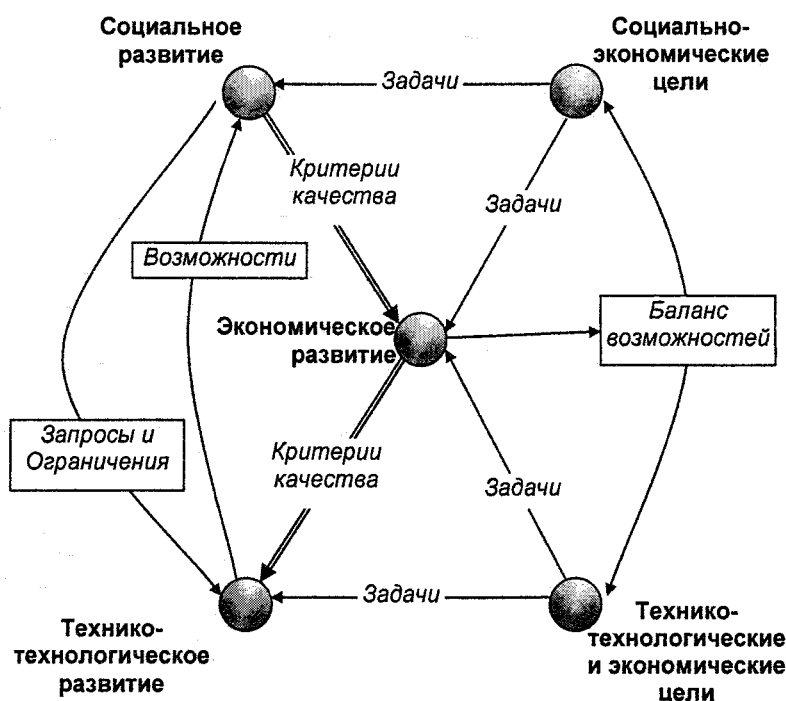 Социальное
развитие
Социально-
экономические
цели
Задачи
Критерии
качества
Задачи
Возможности
Экономическое
развитие
Баланс
возможностей
Запросы и
Ограничения
Критерии
качества
Задачи
Задачи
Технико-
технологическое
развитие
Технико-
технологические
и экономические
цели